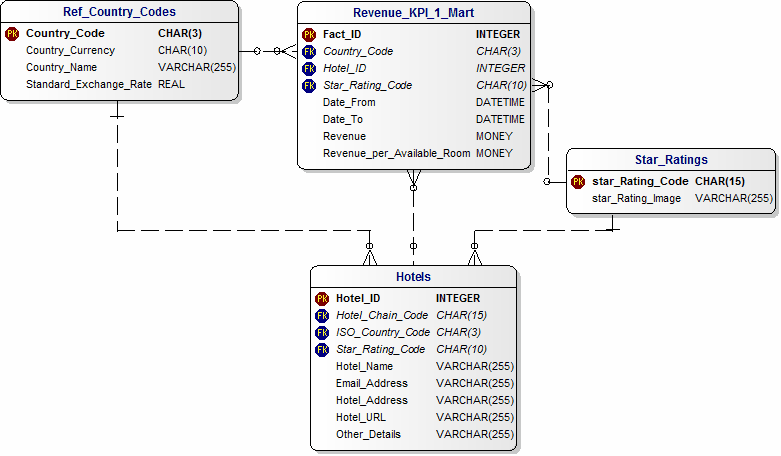 Ref_Country_Codes
PK Country_Code CHAR(3)
Country_Currency CHAR(10)
Country_Name VARCHAR(255)
Standard_Exchange_Rate REAL
Revenue_KPI_1_Mart
PK Fact_ID INTEGER
FK Country_Code CHAR(3)
FK Hotel_ID INTEGER
FK Star_Rating_Code CHAR(10)
Date_From DATETIME
Date_To DATETIME
Revenue MONEY
Revenue_per_Available_Room MONEY
Star_Ratings
PK star_Rating_Code CHAR(15)
star_Rating_Image VARCHAR(255)
Hotels
PK Hotel_ID INTEGER
FK Hotel_Chain_Code CHAR(15)
FK ISO_Country_Code CHAR(3)
FK Star_Rating_Code CHAR(10)
Hotel_Name VARCHAR(255)
Email_Address VARCHAR(255)
Hotel_Address VARCHAR(255)
Hotel_URL VARCHAR(255)
Other_Details VARCHAR(255)